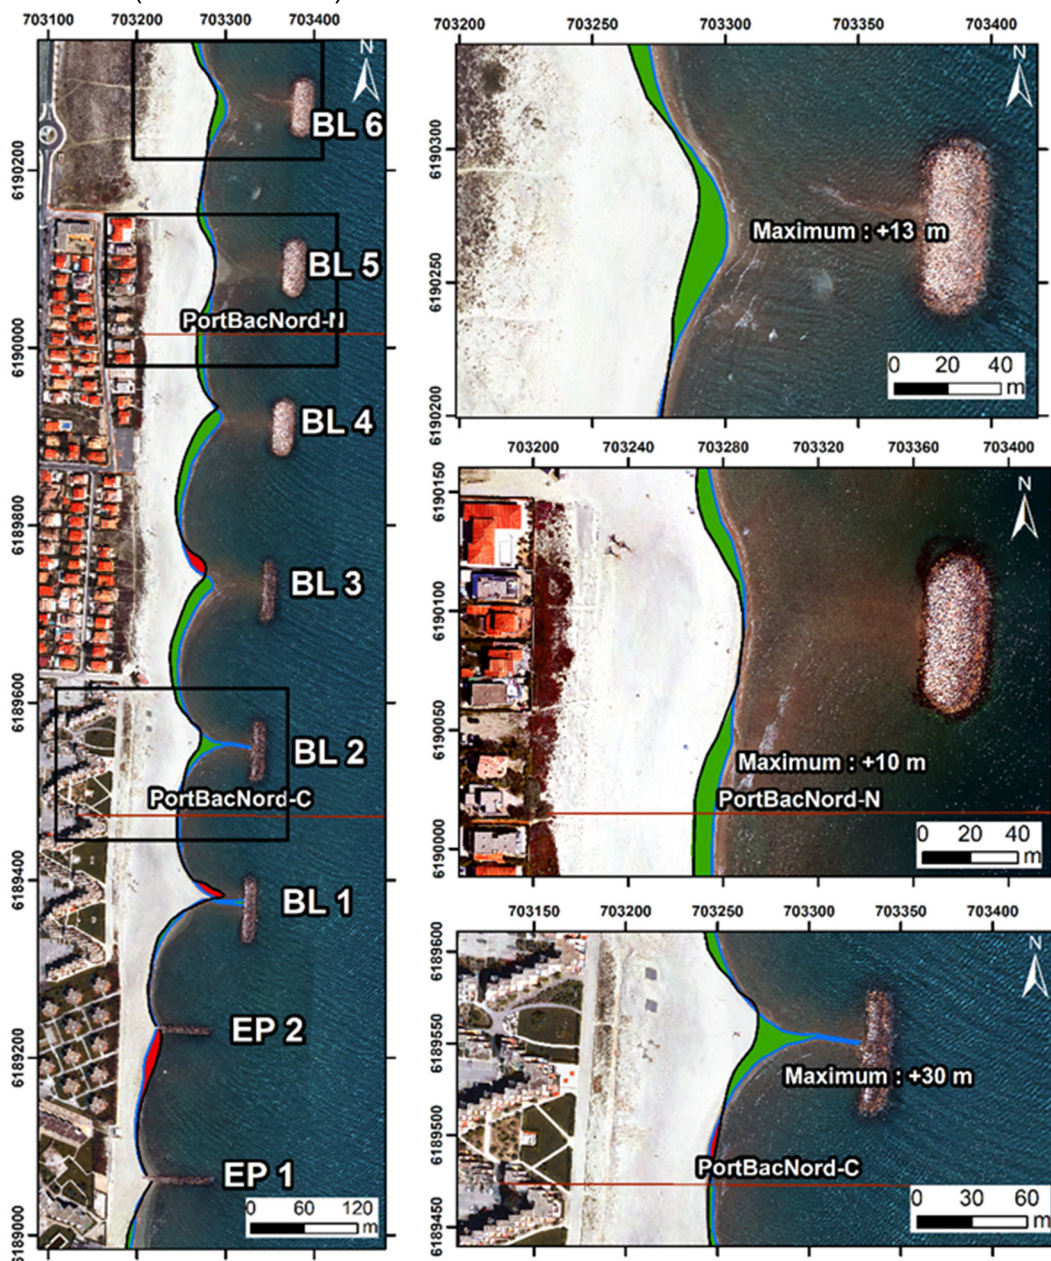 703100 703200 703300 703400
N
BL 6
6190200
BL 5
PortBacNord-N
6190000
BL 4
6189800
BL 3
6189600
BL 2
PortBacNord-C
6189400
BL 1
EP 2
6189200
EP 1
0 60 120
m
6189000
703200 703250 703300 703350 703400
N
6190300
Maximum : +13 m
6190250
0 20 40
m
6190200
703200 703240 703280 703320 703360 703400
6190150
N
6190100
6190050
Maximum : +10 m
PortBacNord-N
6190000
0 20 40
m
703150 703200 703250 703300 703350 703400
6189600
N
6189550
Maximum : +30 m
6189500
PortBacNord-C
0 30 60
m
6189450